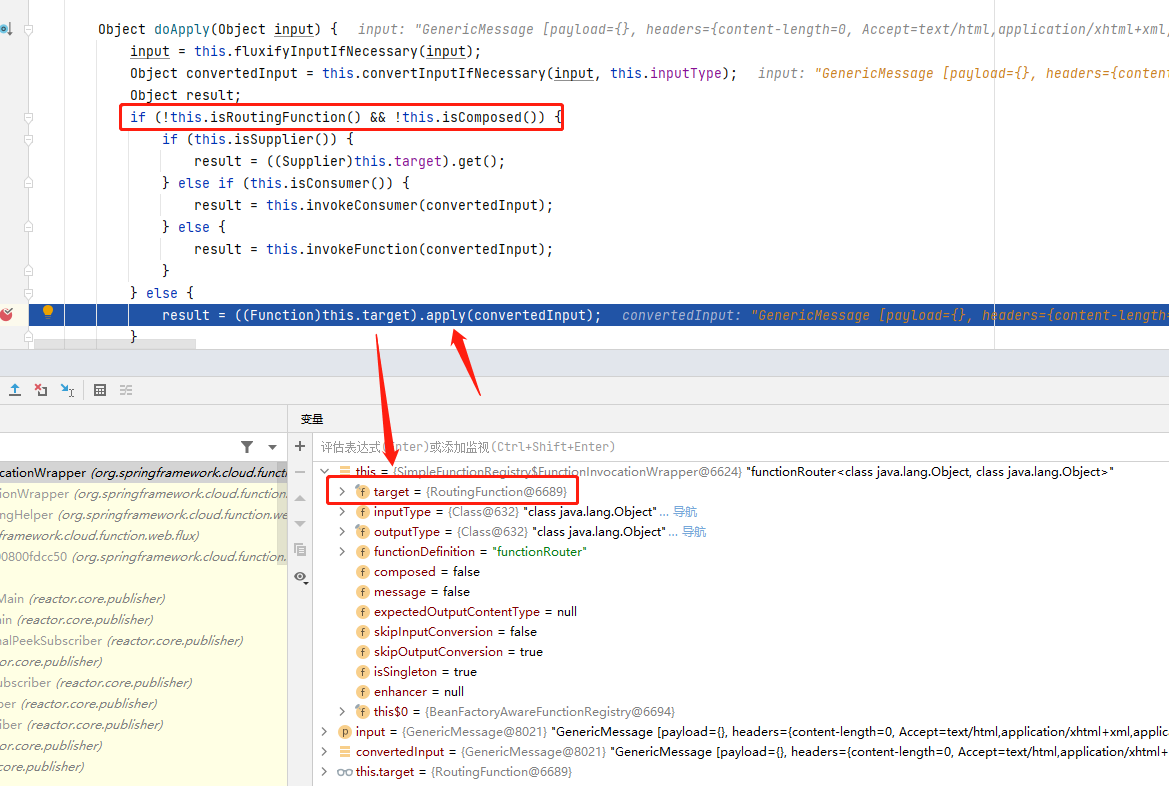 Object doApply(Object input) {   input: "GenericMessage [payload={}, headers={content-length=0, Accept=text/html,application/xhtml+xml,
input = this.fluxifyInputIfNecessary(input);
Object convertedInput = this.convertInputIfNecessary(input, this.inputType);   input: "GenericMessage [payload={}, headers={content
Object result;
if (!this.isRoutingFunction() && !this.isComposed()) {
if (this.isSupplier()) {
result = ((Supplier)this.target).get();
} else if (this.isConsumer()) {
result = this.invokeConsumer(convertedInput);
} else {
result = this.invokeFunction(convertedInput);
}
} else {
result = ((Function)this.target).apply(convertedInput);   convertedInput: "GenericMessage [payload={}, headers={content-length=
}
变量
评估表达式(Enter)或添加监视(Ctrl+Shift+Enter)
cationWrapper (org.springframework.cloud.functi
ionWrapper (org.springframework.cloud.function.
ngHelper (org.springframework.cloud.function.we
framework.cloud.function.web.flux)
00800fdcc50 (org.springframework.cloud.function.
Main (reactor.core.publisher)
in (reactor.core.publisher)
nalPeekSubscriber (reactor.core.publisher)
or.core.publisher)
ubscriber (reactor.core.publisher)
ber (reactor.core.publisher)
iber (reactor.core.publisher)
or.core.publisher)
core.publisher)
this = {SimpleFunctionRegistry$FunctionInvocationWrapper@6624} "functionRouter<class java.lang.Object, class java.lang.Object>"
target = {RoutingFunction@6689}
inputType = {Class@632} "class java.lang.Object" ... 导航
outputType = {Class@632} "class java.lang.Object" ... 导航
functionDefinition = "functionRouter"
composed = false
message = false
expectedOutputContentType = null
skipInputConversion = false
skipOutputConversion = true
isSingleton = true
enhancer = null
this$0 = {BeanFactoryAwareFunctionRegistry@6694}
input = {GenericMessage@8021} "GenericMessage [payload={}, headers={content-length=0, Accept=text/html,application/xhtml+xml,applic
convertedInput = {GenericMessage@8021} "GenericMessage [payload={}, headers={content-length=0, Accept=text/html,application/xhtml+
this.target = {RoutingFunction@6689}